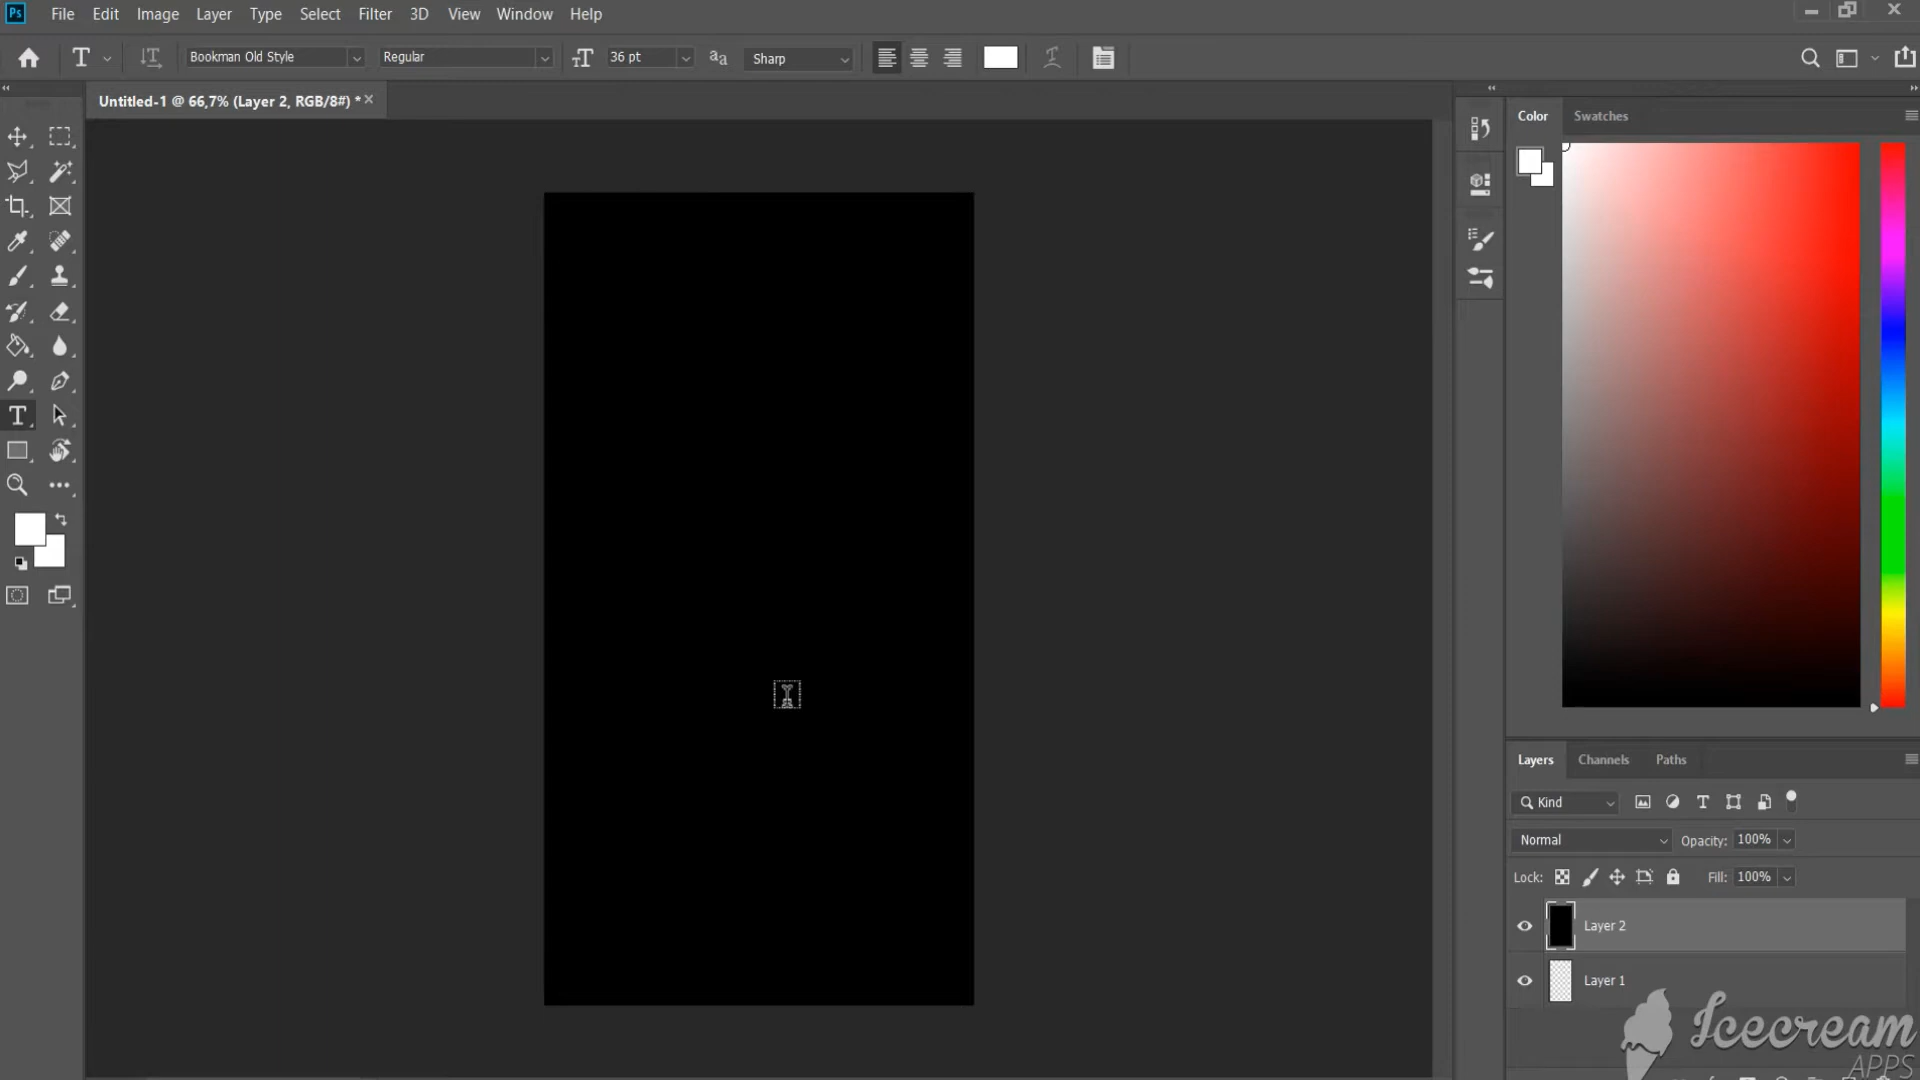 Ps File Edit Image Layer Type Select Filter 3D View Window Help
Bookman Old Style Regular 36 pt Sharp
Untitled-1 @ 66,7% (Layer 2, RGB/8#) *
Color Swatches
Layers Channels Paths
Kind
Normal Opacity: 100%
Lock: Fill: 100%
Layer 2
Layer 1
Icecream
APPS